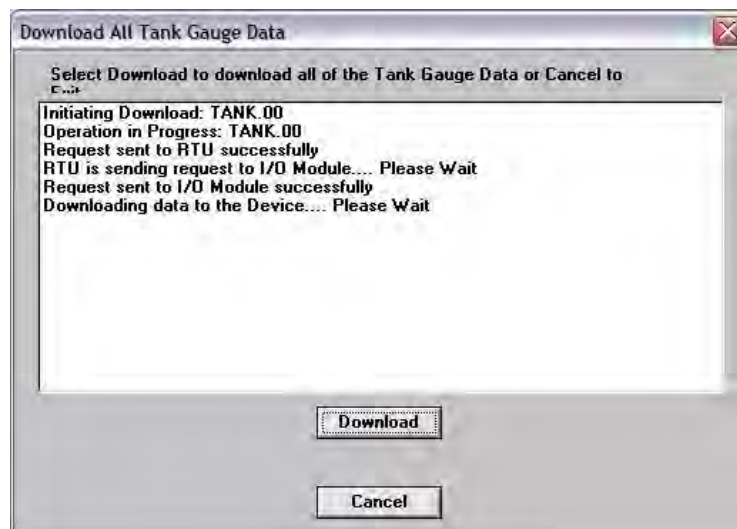 Download All Tank Gauge Data
Select Download to download all of the Tank Gauge Data or Cancel to
Initiating Download: TANK.00
Operation in Progress: TANK.00
Request sent to RTU successfully
RTU is sending request to I/O Module.... Please Wait
Request sent to I/O Module successfully
Downloading data to the Device.... Please Wait
Download
Cancel